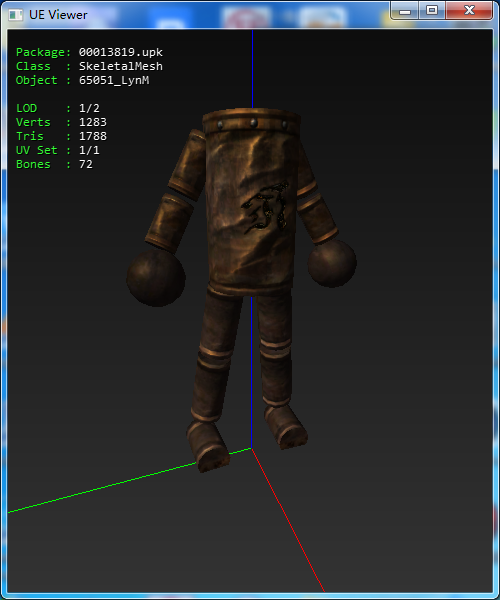 UE Viewer
Package: 00013819.upk
Class : SkeletalMesh
Object : 65051_LynM
LOD : 1/2
Verts : 1283
Tris : 1788
UV Set : 1/1
Bones : 72